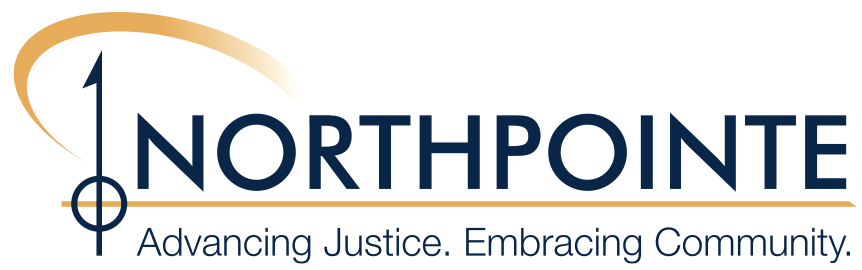 NORTHPOINTE
Advancing Justice. Embracing Community.